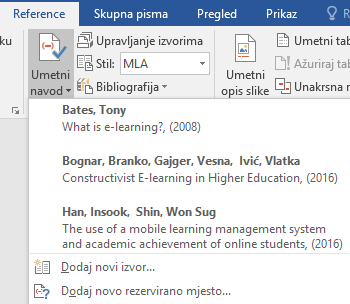 Reference Skupna pisma Pregled Prikaz
Umetni navod
Upravljanje izvorima
Stil: MLA
Bibliografija
Umetni opis slike
Umetni tab
Ažuriraj tab
Unakrsna r
Bates, Tony
What is e-learning?, (2008)
Bognar, Branko, Gajger, Vesna, Ivić, Vlatka
Constructivist E-learning in Higher Education, (2016)
Han, Insook, Shin, Won Sug
The use of a mobile learning management system
and academic achievement of online students, (2016)
Dodaj novi izvor...
Dodaj novo rezervirano mjesto...